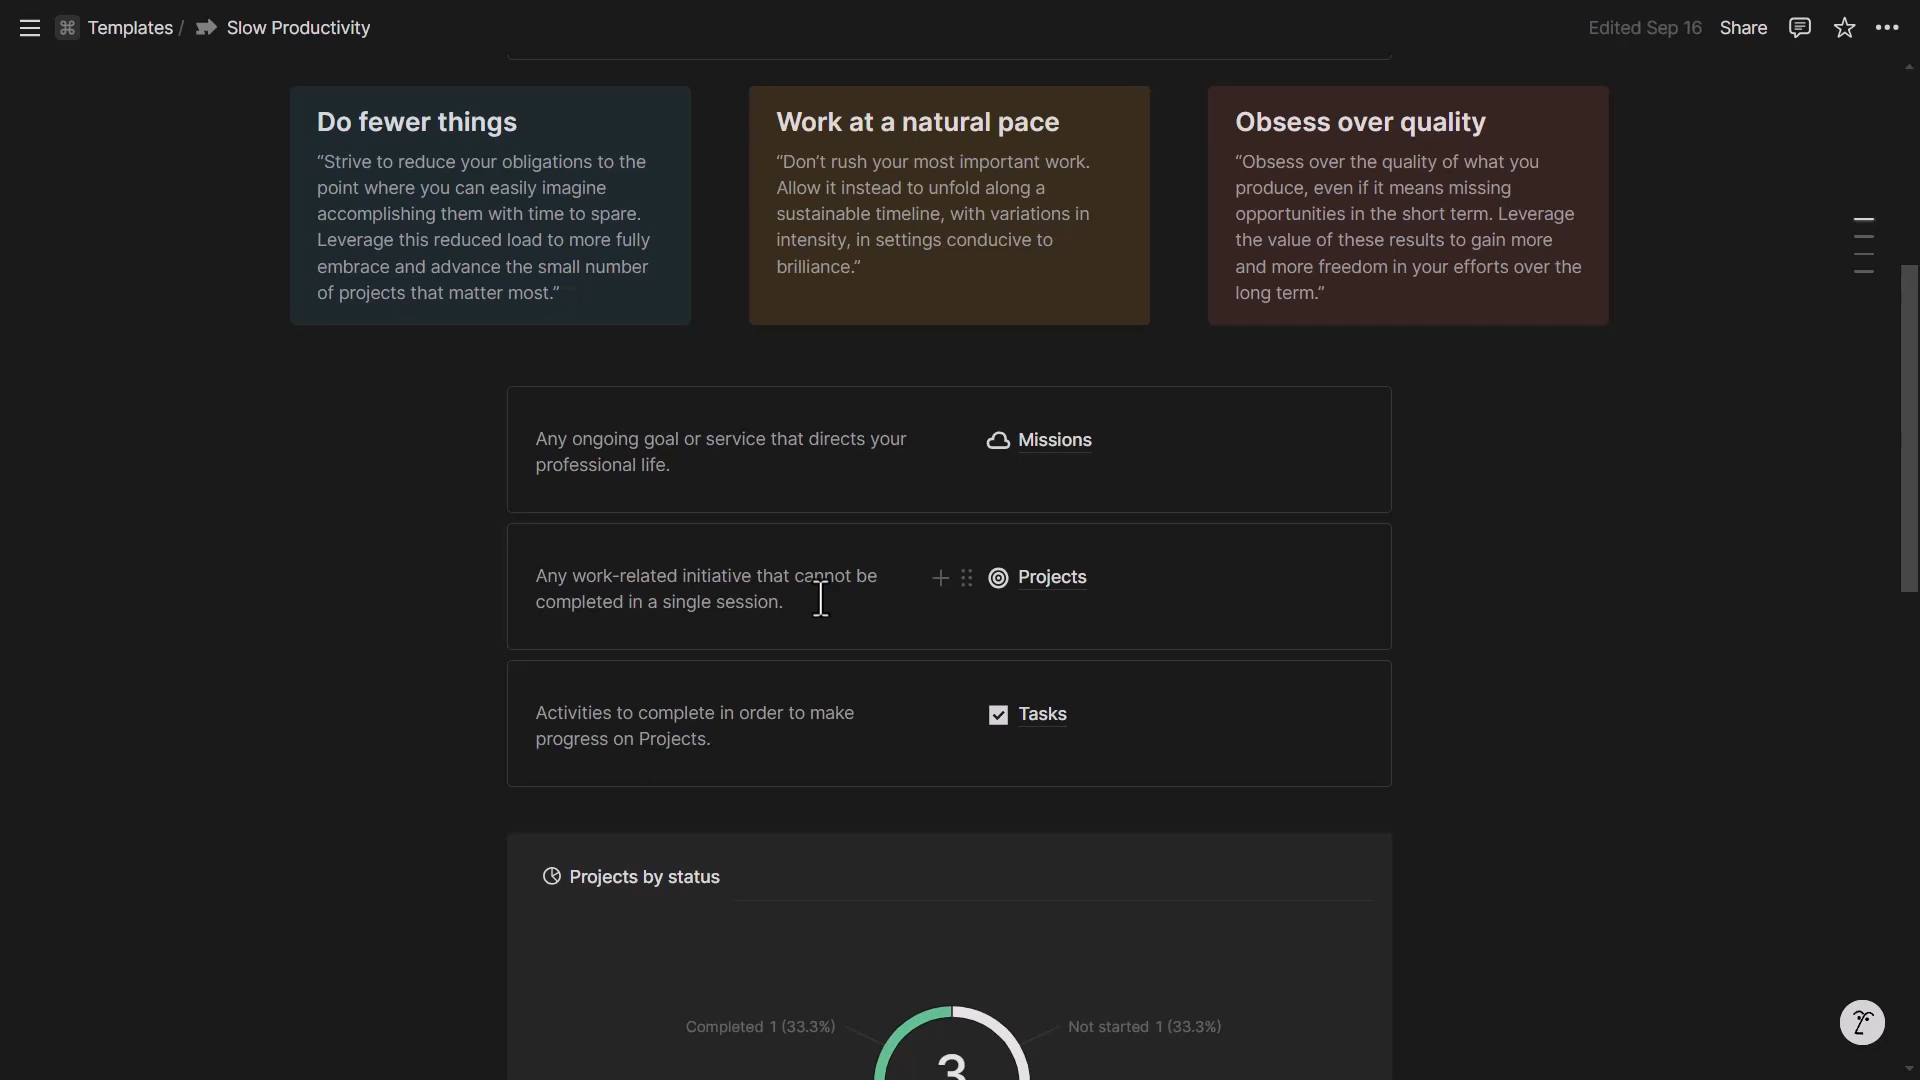 Templates / Slow Productivity
Edited Sep 16 Share
Do fewer things
“Strive to reduce your obligations to the
point where you can easily imagine
accomplishing them with time to spare.
Leverage this reduced load to more fully
embrace and advance the small number
of projects that matter most.”
Work at a natural pace
“Don’t rush your most important work.
Allow it instead to unfold along a
sustainable timeline, with variations in
intensity, in settings conducive to
brilliance.”
Obsess over quality
“Obsess over the quality of what you
produce, even if it means missing
opportunities in the short term. Leverage
the value of these results to gain more
and more freedom in your efforts over the
long term.”
Any ongoing goal or service that directs your
professional life.
Missions
Any work-related initiative that cannot be
completed in a single session.
Projects
Activities to complete in order to make
progress on Projects.
Tasks
Projects by status
Completed 1 (33.3%)
Not started 1 (33.3%)
3